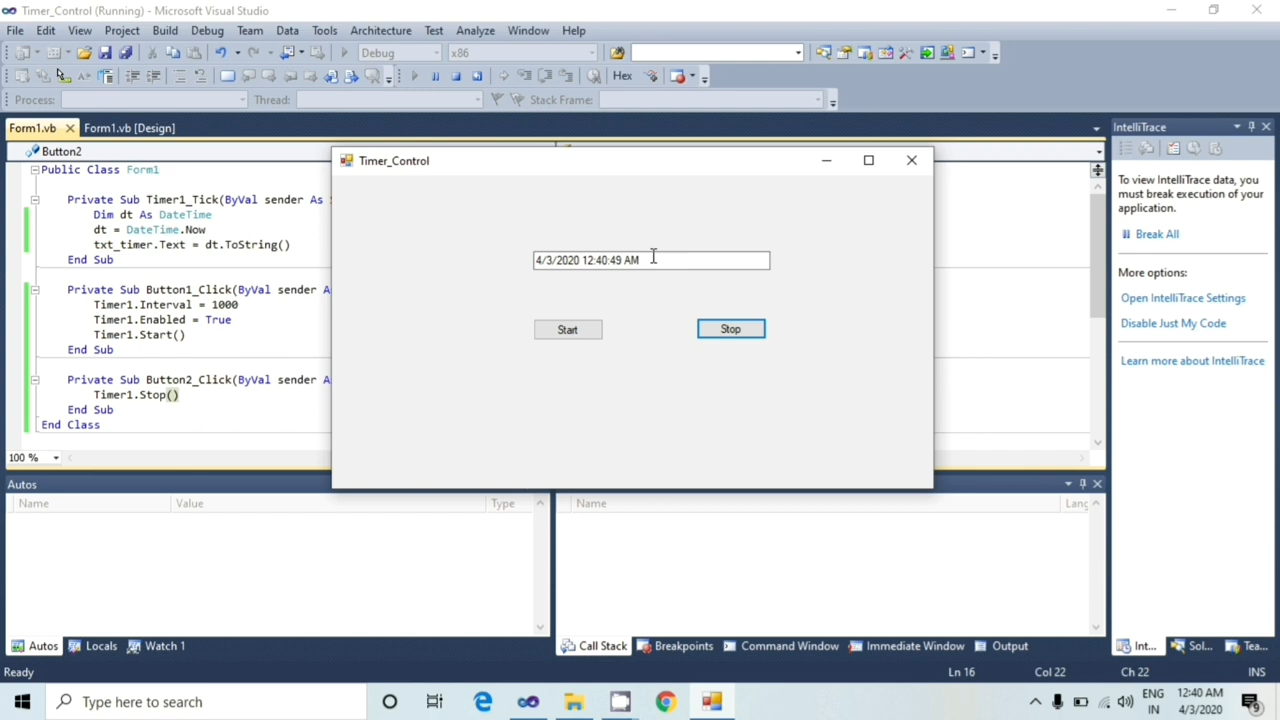 Timer_Control (Running) - Microsoft Visual Studio
File Edit View Project Build Debug Team Data Tools Architecture Test Analyze Window Help
Debug x86
Hex
Process: Thread: Stack Frame:
Form1.vb Form1.vb [Design]
Button2
Public Class Form1
Private Sub Timer1_Tick(ByVal sender As
Dim dt As DateTime
dt = DateTime.Now
txt_timer.Text = dt.ToString()
End Sub
Private Sub Button1_Click(ByVal sender As
Timer1.Interval = 1000
Timer1.Enabled = True
Timer1.Start()
End Sub
Private Sub Button2_Click(ByVal sender As
Timer1.Stop()
End Sub
End Class
100 %
Timer_Control
4/3/2020 12:40:49 AM
Start Stop
IntelliTrace
To view IntelliTrace data, you
must break execution of your
application.
Break All
More options:
Open IntelliTrace Settings
Disable Just My Code
Learn more about IntelliTrace
Autos
Name Value Type
Name Lang
Autos Locals Watch 1
Call Stack Breakpoints Command Window Immediate Window Output
Int... Sol... Tea...
Ready Ln 16 Col 22 Ch 22 INS
Type here to search
ENG
IN
12:40 AM
4/3/2020
9